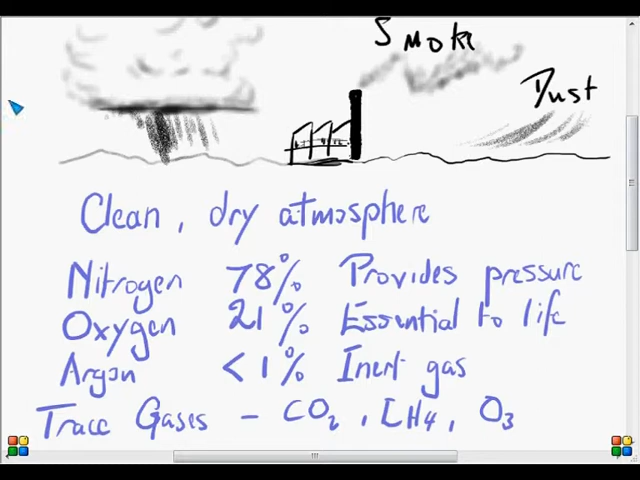 Smoke
Dust
Clean, dry atmosphere
Nitrogen 78% Provides pressure
Oxygen 21% Essential to life
Argon <1% Inert gas
Trace Gases - CO₂, CH₄, O₃